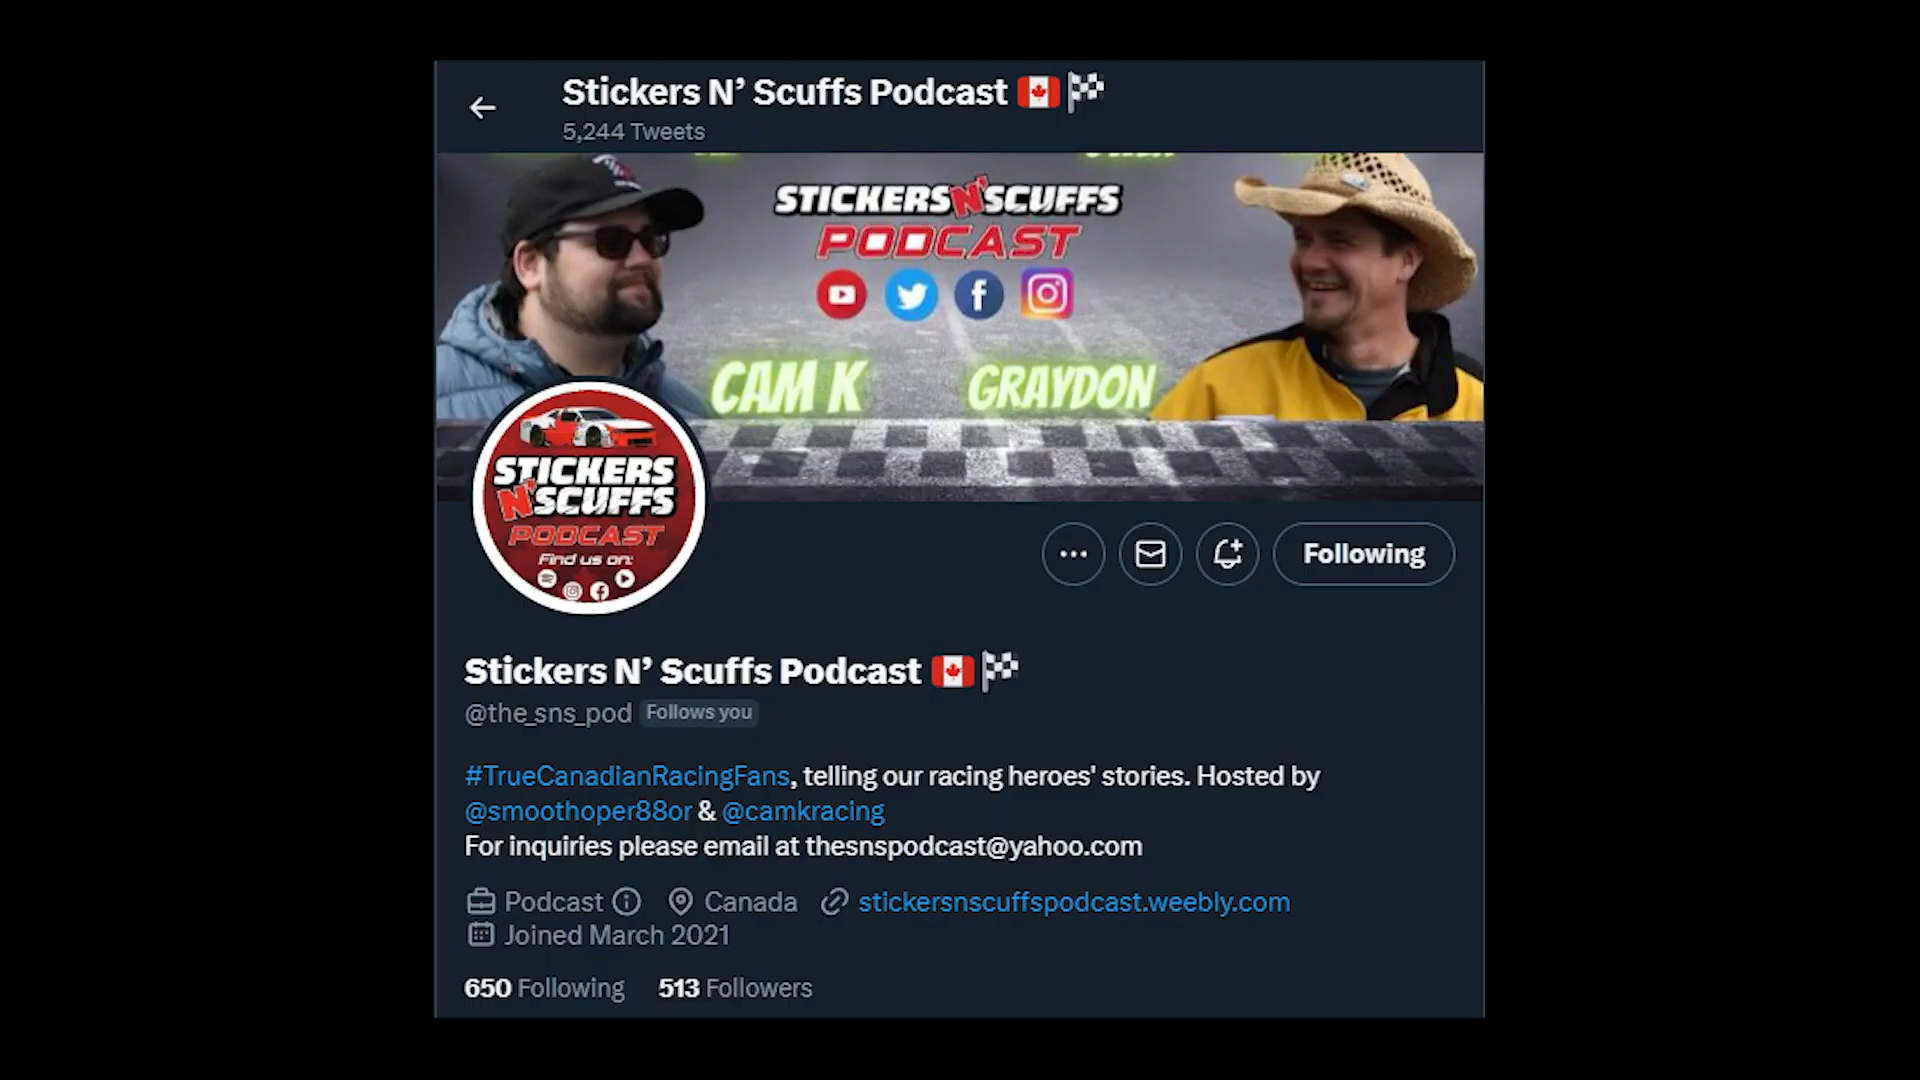 Stickers N’ Scuffs Podcast 🇨🇦🏁
5,244 Tweets
STICKERS N' SCUFFS
PODCAST
CAM K
GRAYDON
STICKERS
N' SCUFFS
PODCAST
Find us on:
Following
Stickers N’ Scuffs Podcast 🇨🇦🏁
@the_sns_pod Follows you
#TrueCanadianRacingFans, telling our racing heroes' stories. Hosted by
@smoothoper88or & @camkracing
For inquiries please email at thesnspodcast@yahoo.com
Podcast Canada stickersnscuffspodcast.weebly.com
Joined March 2021
650 Following 513 Followers